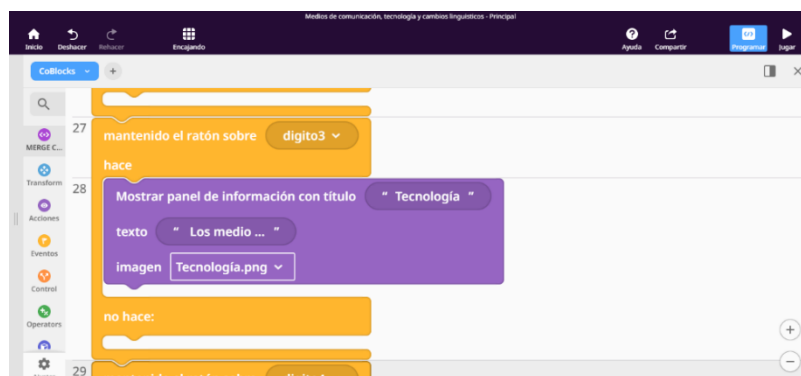 Medios de comunicación, tecnología y cambios linguisticos - Principal
Inicio Deshacer Rehacer Encajando Ayuda Compartir Programar Jugar
CoBlocks +
27 mantenido el ratón sobre digito3
MERGE C...
hace
Transform
28 Mostrar panel de información con título “ Tecnología ”
Acciones
texto “ Los medio ... ”
Eventos
imagen Tecnología.png
Control
no hace:
Operators
29